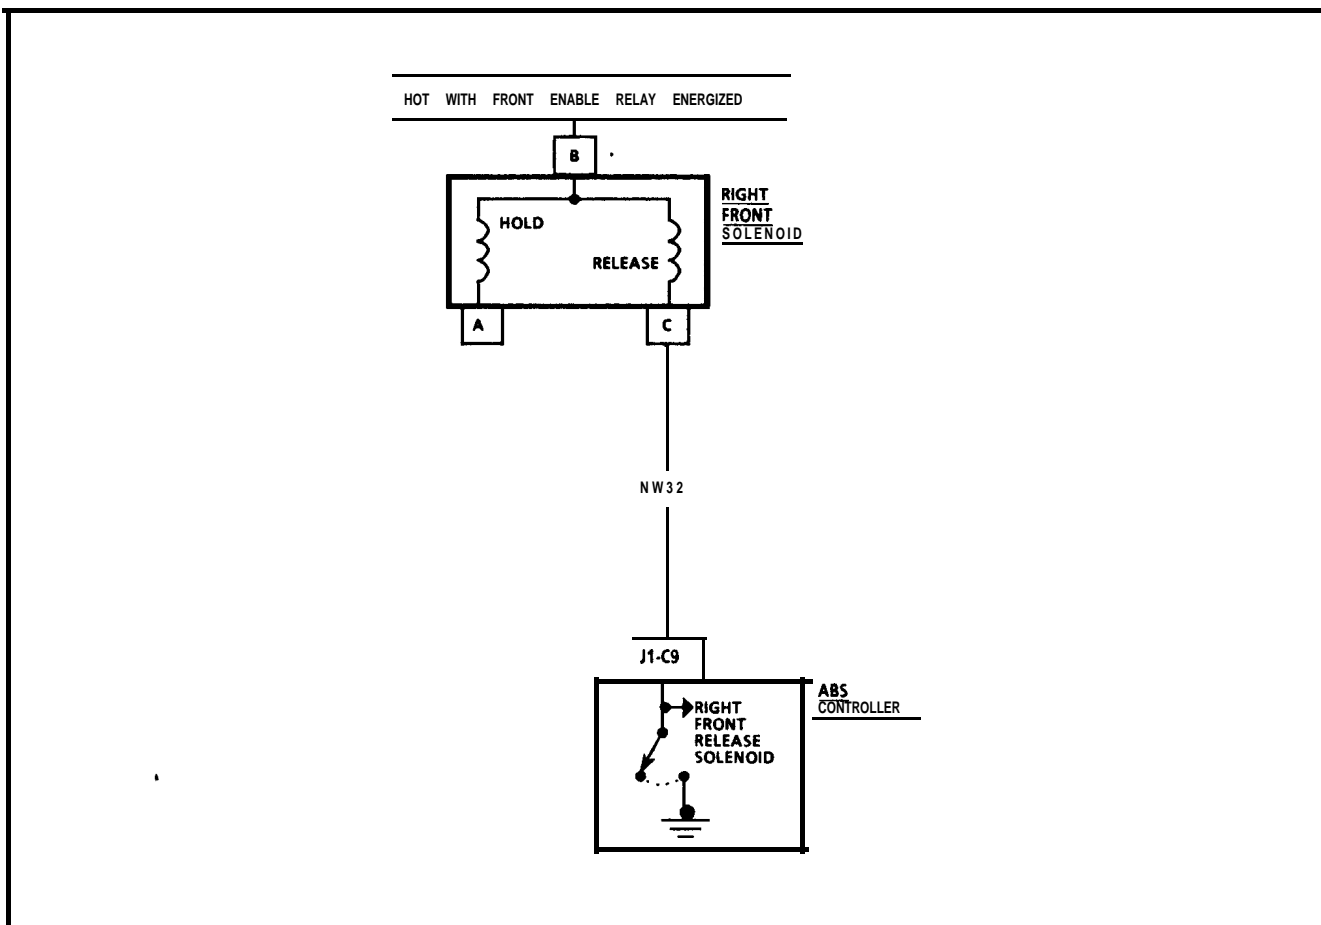 HOT WITH FRONT ENABLE RELAY ENERGIZED
B
HOLD
RELEASE
RIGHT
FRONT
SOLENOID
A
C
NW32
J1-C9
ABS
CONTROLLER
RIGHT
FRONT
RELEASE
SOLENOID